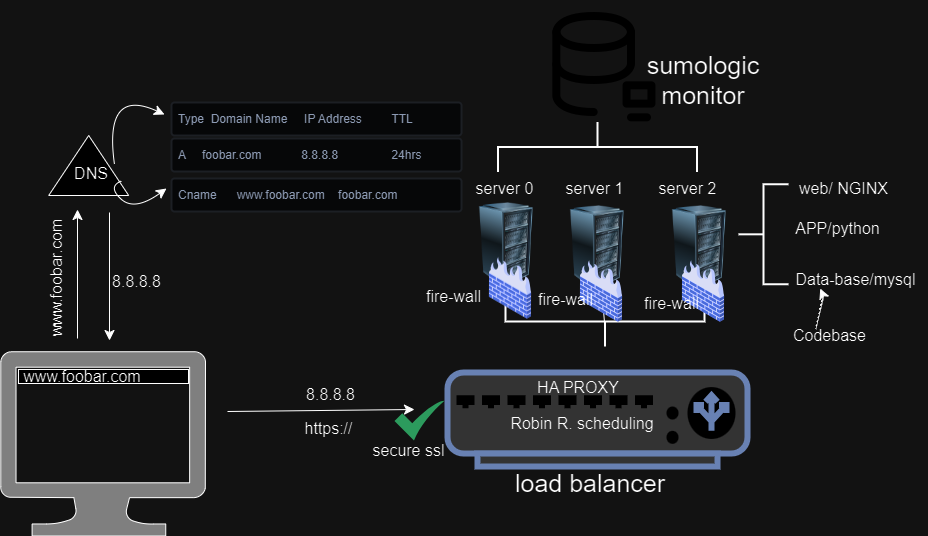 sumologic
monitor
Type Domain Name IP Address TTL
A foobar.com 8.8.8.8 24hrs
Cname www.foobar.com foobar.com
DNS
www.foobar.com
8.8.8.8
server 0
server 1
server 2
web/ NGINX
APP/python
Data-base/mysql
Codebase
fire-wall
fire-wall
fire-wall
www.foobar.com
8.8.8.8
https://
secure ssl
HA PROXY
Robin R. scheduling
load balancer